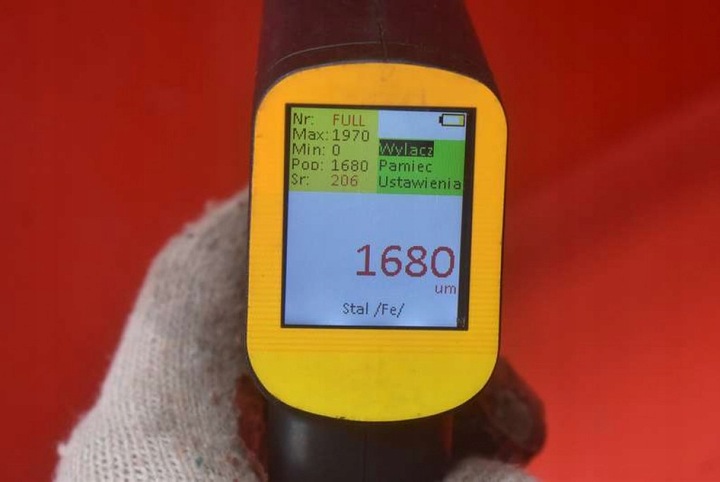 Nr: FULL
Max: 1970
Min: 0
Pop: 1680
Sr: 206
Wylacz
Pamiec
Ustawienia
1680
um
Stal /Fe/